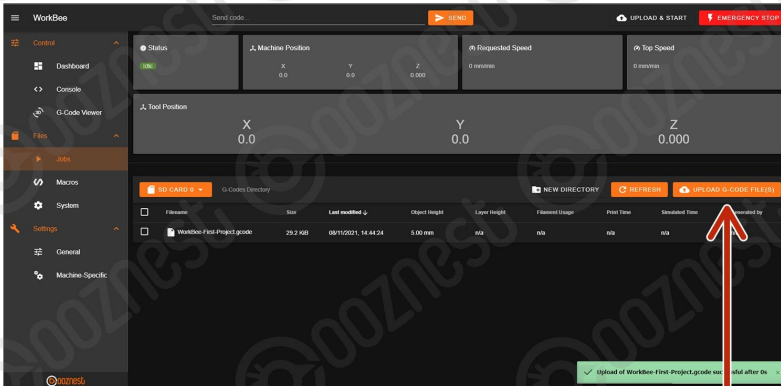 WorkBee
Send code...
SEND
UPLOAD & START
EMERGENCY STOP
Control
Dashboard
Console
G-Code Viewer
Files
Jobs
Macros
System
Settings
General
Machine-Specific
Ooznest
Status
Idle
Machine Position
X Y Z
0.0 0.0 0.000
Requested Speed
0 mm/min
Top Speed
0 mm/min
Tool Position
X Y Z
0.0 0.0 0.000
SD CARD 0
G-Codes Directory
NEW DIRECTORY
REFRESH
UPLOAD G-CODE FILE(S)
Filename Size Last modified Object Height Layer Height Filament Usage Print Time Simulated Time
WorkBee-First-Project.gcode 29.2 KiB 08/11/2021, 14:44:24 5.00 mm n/a n/a n/a n/a
Upload of WorkBee-First-Project.gcode successful after 0s